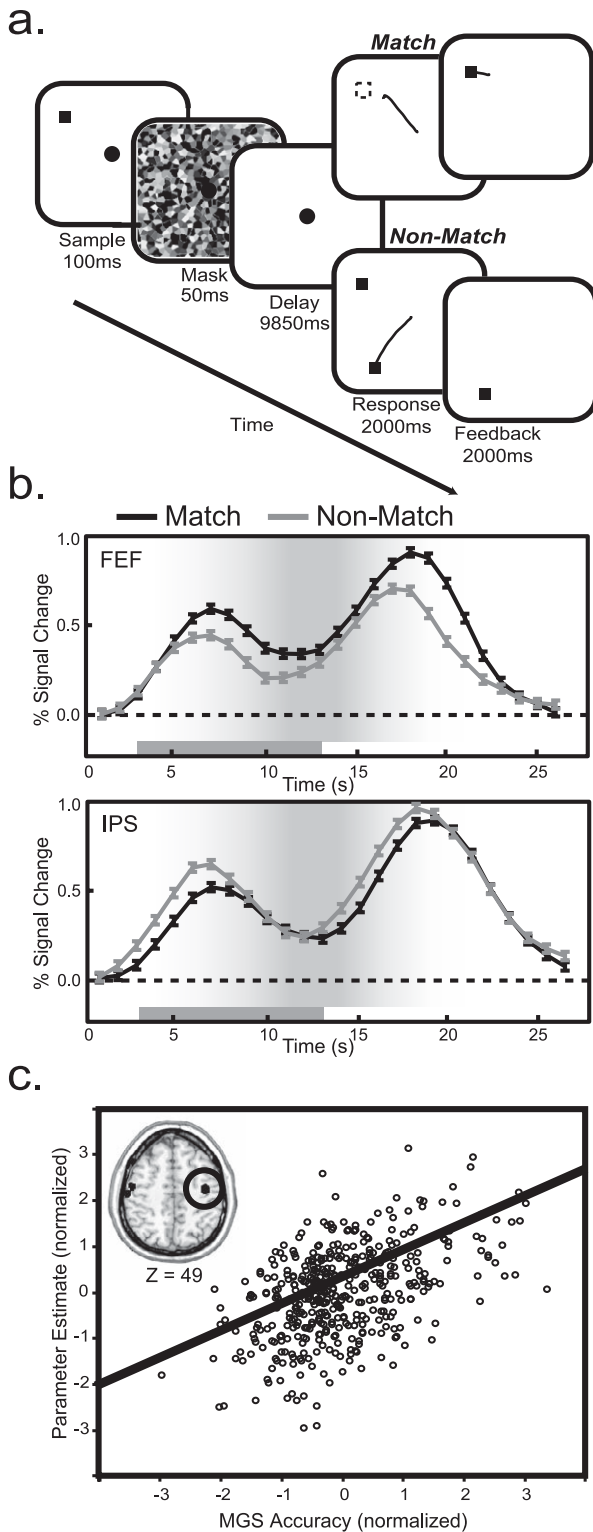 a.
Match
Sample
100ms
Mask
50ms
Delay
9850ms
Non-Match
Response
2000ms
Feedback
2000ms
Time
b.
Match Non-Match
FEF
% Signal Change
1.0
0.5
0.0
0 5 10 15 20 25
Time (s)
IPS
% Signal Change
1.0
0.5
0.0
0 5 10 15 20 25
Time (s)
c.
Z = 49
Parameter Estimate (normalized)
3
2
1
0
-1
-2
-3
-3 -2 -1 0 1 2 3
MGS Accuracy (normalized)